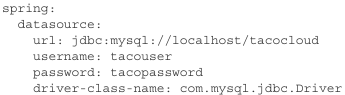 spring:
  datasource:
    url: jdbc:mysql://localhost/tacocloud
    username: tacouser
    password: tacopassword
    driver-class-name: com.mysql.jdbc.Driver